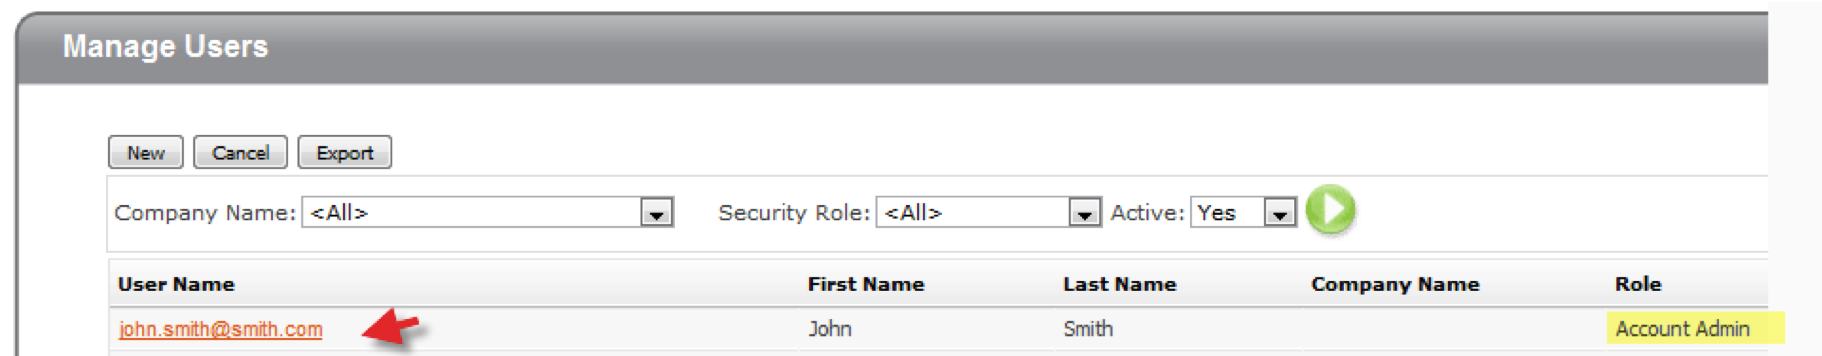 Manage Users
New Cancel Export
Company Name: <All> Security Role: <All> Active: Yes
User Name First Name Last Name Company Name Role
john.smith@smith.com John Smith Account Admin